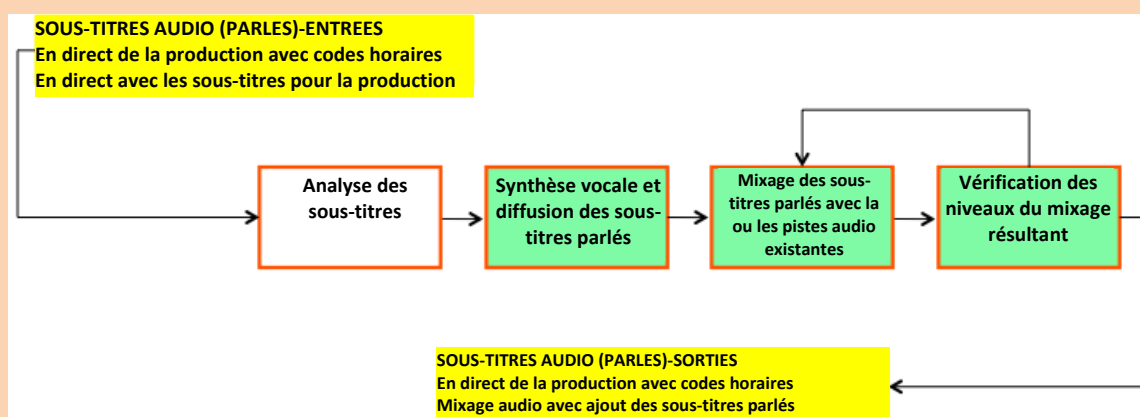 SOUS-TITRES AUDIO (PARLES)-ENTREES
En direct de la production avec codes horaires
En direct avec les sous-titres pour la production
Analyse des
sous-titres
Synthèse vocale et
diffusion des sous-
titres parlés
Mixage des sous-
titres parlés avec la
ou les pistes audio
existantes
Vérification des
niveaux du mixage
résultant
SOUS-TITRES AUDIO (PARLES)-SORTIES
En direct de la production avec codes horaires
Mixage audio avec ajout des sous-titres parlés